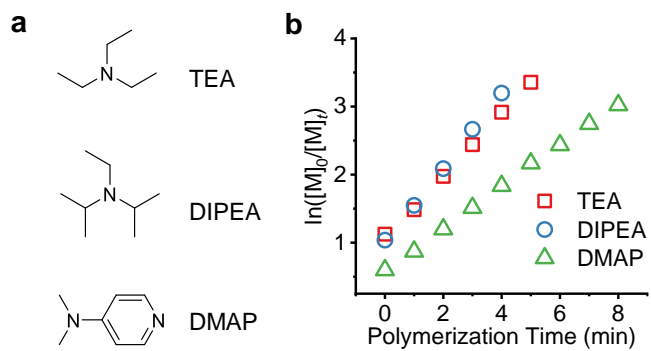 a
N
TEA
N
DIPEA
N
N
DMAP
b
ln([M]0/[M]t)
4
3
2
1
TEA
DIPEA
DMAP
0 2 4 6 8
Polymerization Time (min)